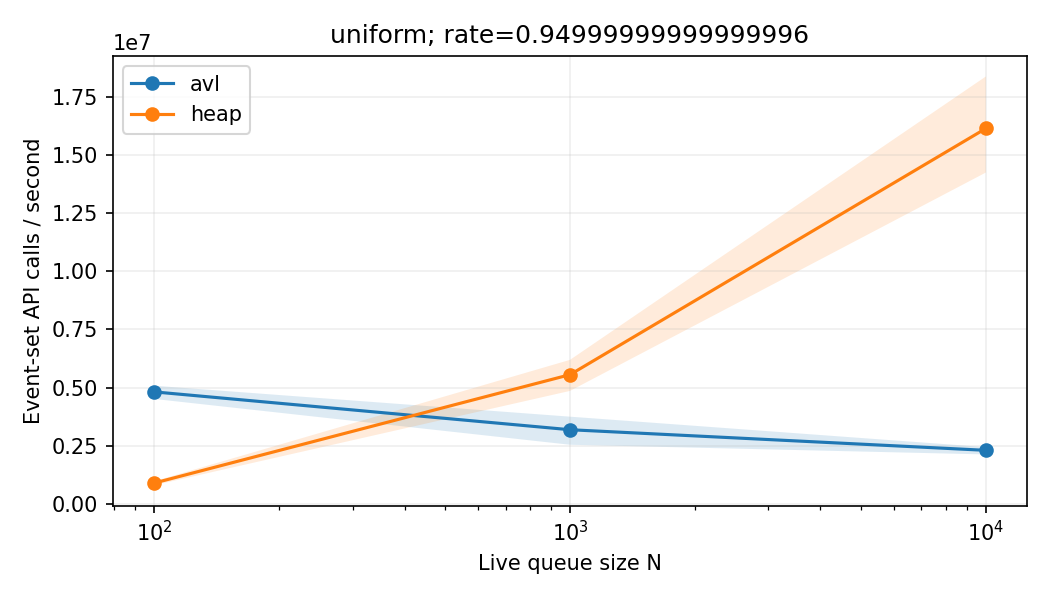 uniform; rate=0.94999999999999996
1e7
avl
heap
1.75
1.50
1.25
1.00
0.75
0.50
0.25
0.00
Event-set API calls / second
10²
10³
10⁴
Live queue size N